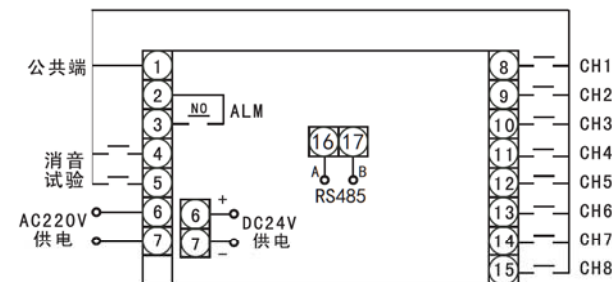 公共端 1 8 CH1
2 NO ALM 9 CH2
3 10 CH3
消音 4 16 17 11 CH4
试验 5 A B RS485 12 CH5
AC220V 6 6 + DC24V 13 CH6
供电 7 7 - 供电 14 CH7
15 CH8